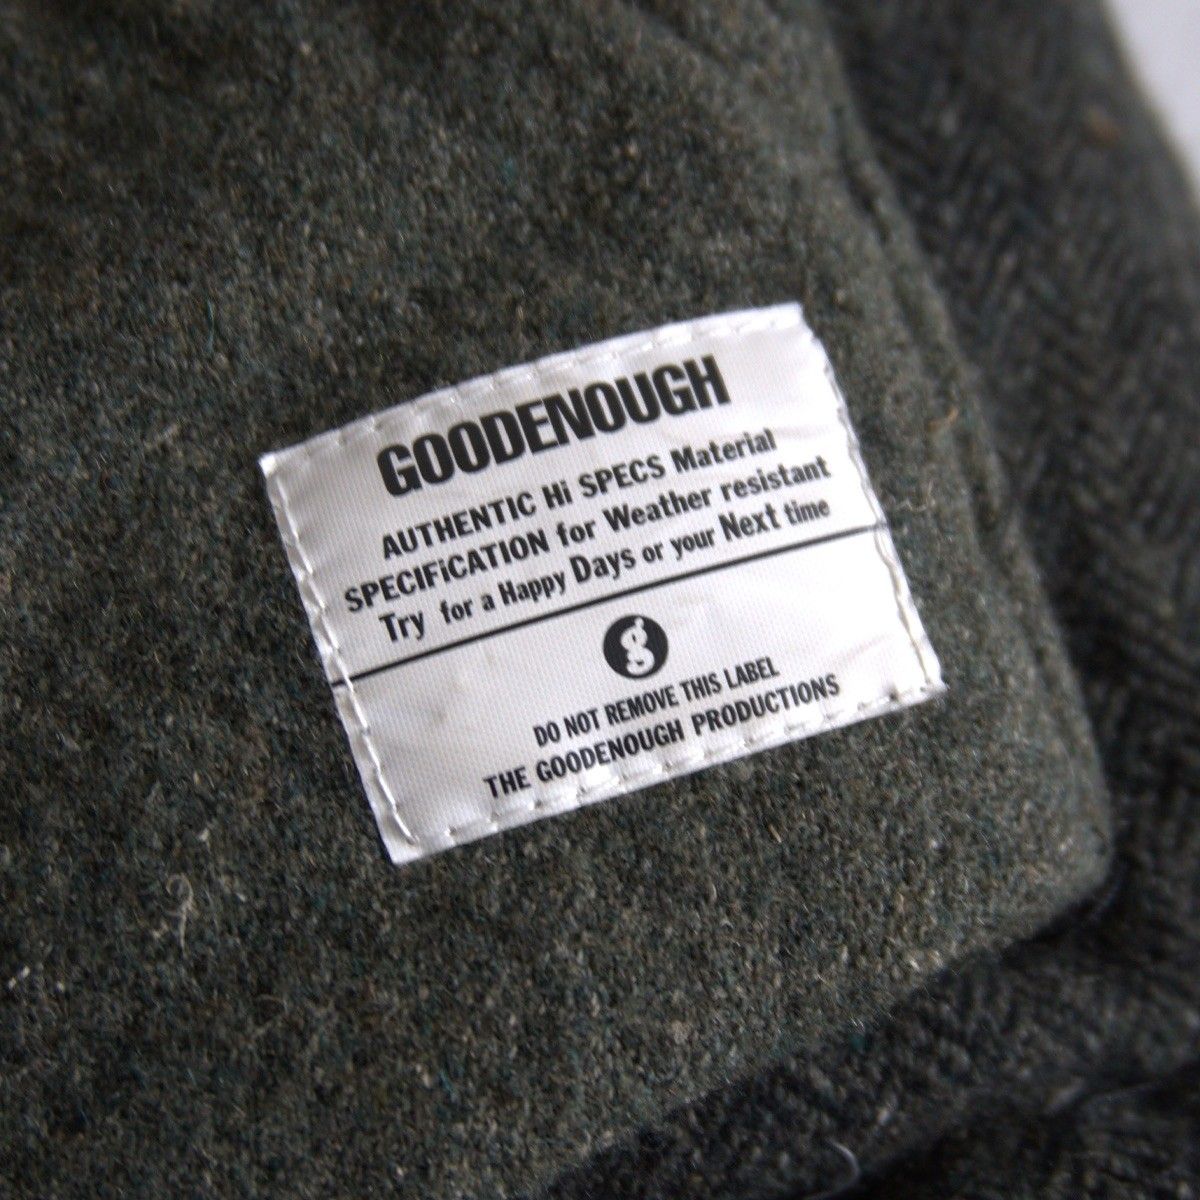 GOODENOUGH
AUTHENTIC Hi SPECS Material
SPECIFiCATION for Weather resistant
Try for a Happy Days or your Next time
g
DO NOT REMOVE THIS LABEL
THE GOODENOUGH PRODUCTIONS